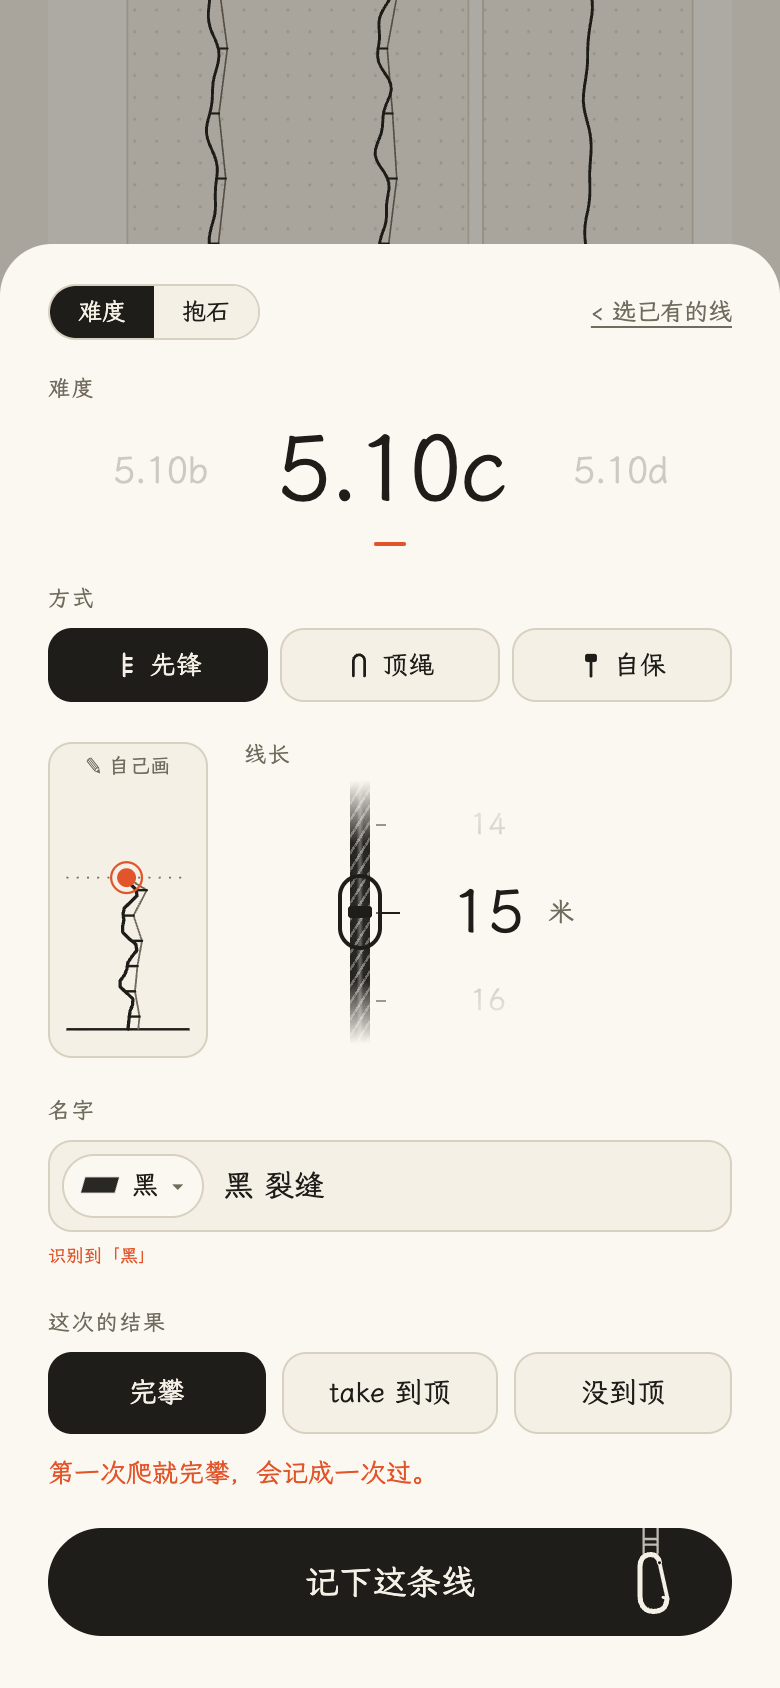 难度 抱石 < 选已有的线
难度
5.10b 5.10c 5.10d
方式
先锋 顶绳 自保
自己画 线长
14
15 米
16
名字
黑 黑 裂缝
识别到「黑」
这次的结果
完攀 take 到顶 没到顶
第一次爬就完攀，会记成一次过。
记下这条线